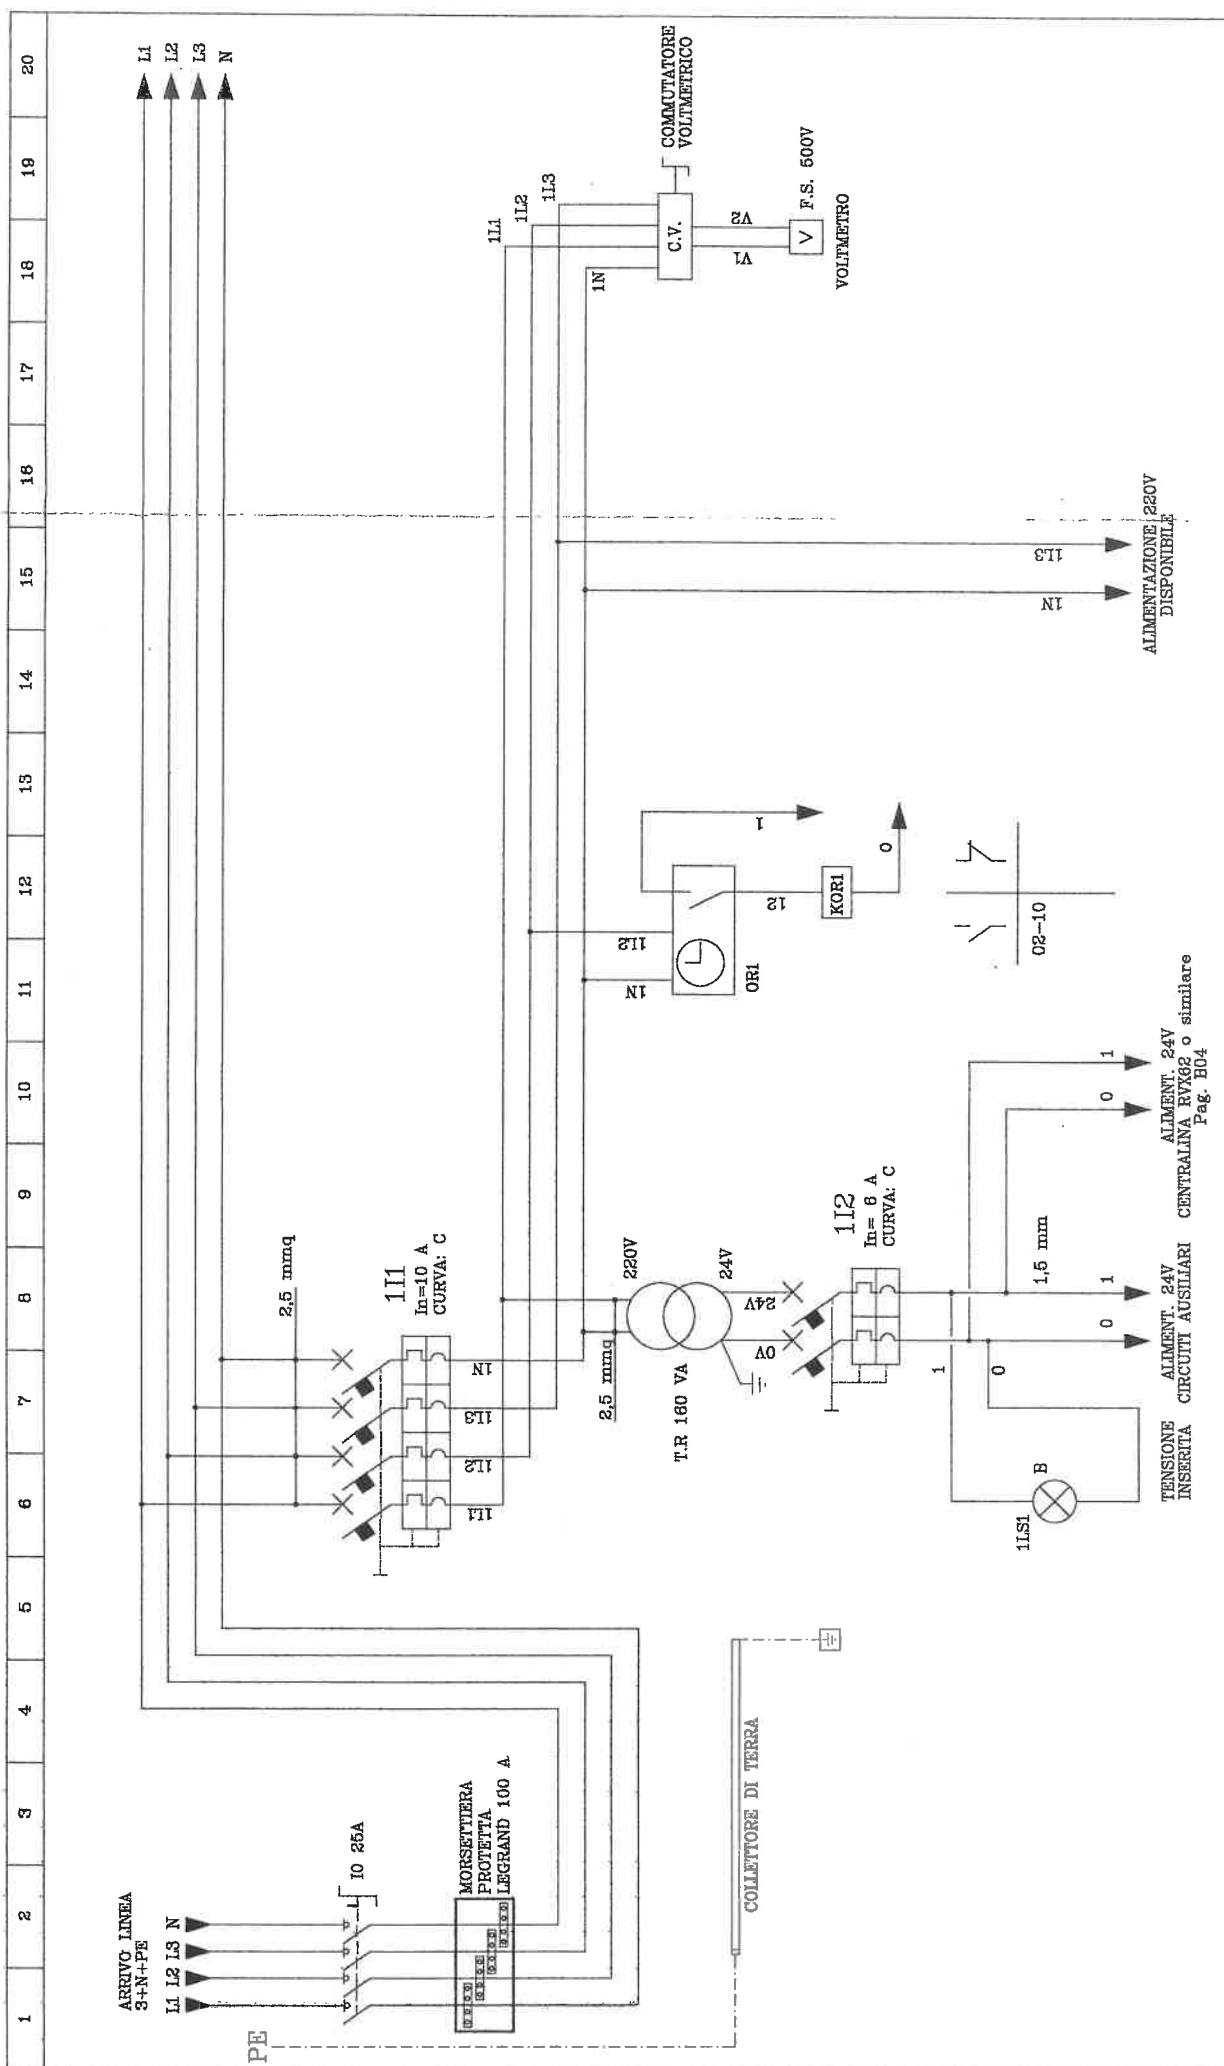 1
2
3
4
5
6
7
8
9
10
11
12
13
14
15
16
17
18
19
20
ARRIVO LINEA
3+N+PE
L1 L2 L3 N
PE
I0 25A
MORSETTIERA
PROTETTA
LEGRAND 100 A
COLLETTORE DI TERRA
L1
L2
L3
N
2,5 mmq
1I1
In=10 A
CURVA: C
1L1
1L2
1L3
1N
2,5 mmq
220V
24V
T.R 160 VA
0V
24V
1I2
In= 6 A
CURVA: C
1,5 mm
1
0
1LS1
B
0
1
0
1
TENSIONE
INSERITA
ALIMENT. 24V
CIRCUITI AUSILIARI
ALIMENT. 24V
CENTRALINA RVX62 o similare
Pag. B04
1N
1L2
OR1
12
KOR1
1
0
02-10
1N
1L3
ALIMENTAZIONE 220V
DISPONIBILE
1L1
1L2
1L3
1N
C.V.
COMMUTATORE
VOLTMETRICO
V1
V2
V
F.S. 500V
VOLTMETRO